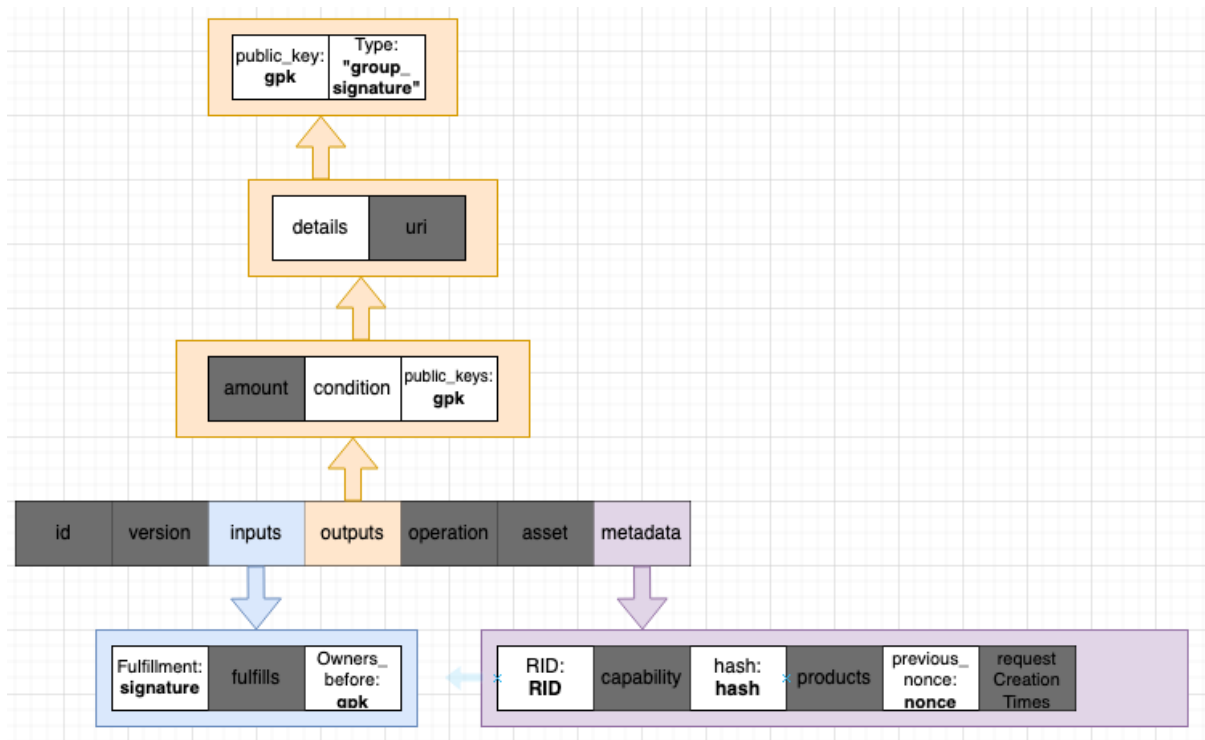 public_key:
gpk
Type:
"group_
signature"
details
uri
amount
condition
public_keys:
gpk
id
version
inputs
outputs
operation
asset
metadata
Fulfillment:
signature
fulfills
Owners_
before:
gpk
RID:
RID
capability
hash:
hash
products
previous_
nonce:
nonce
request
Creation
Times